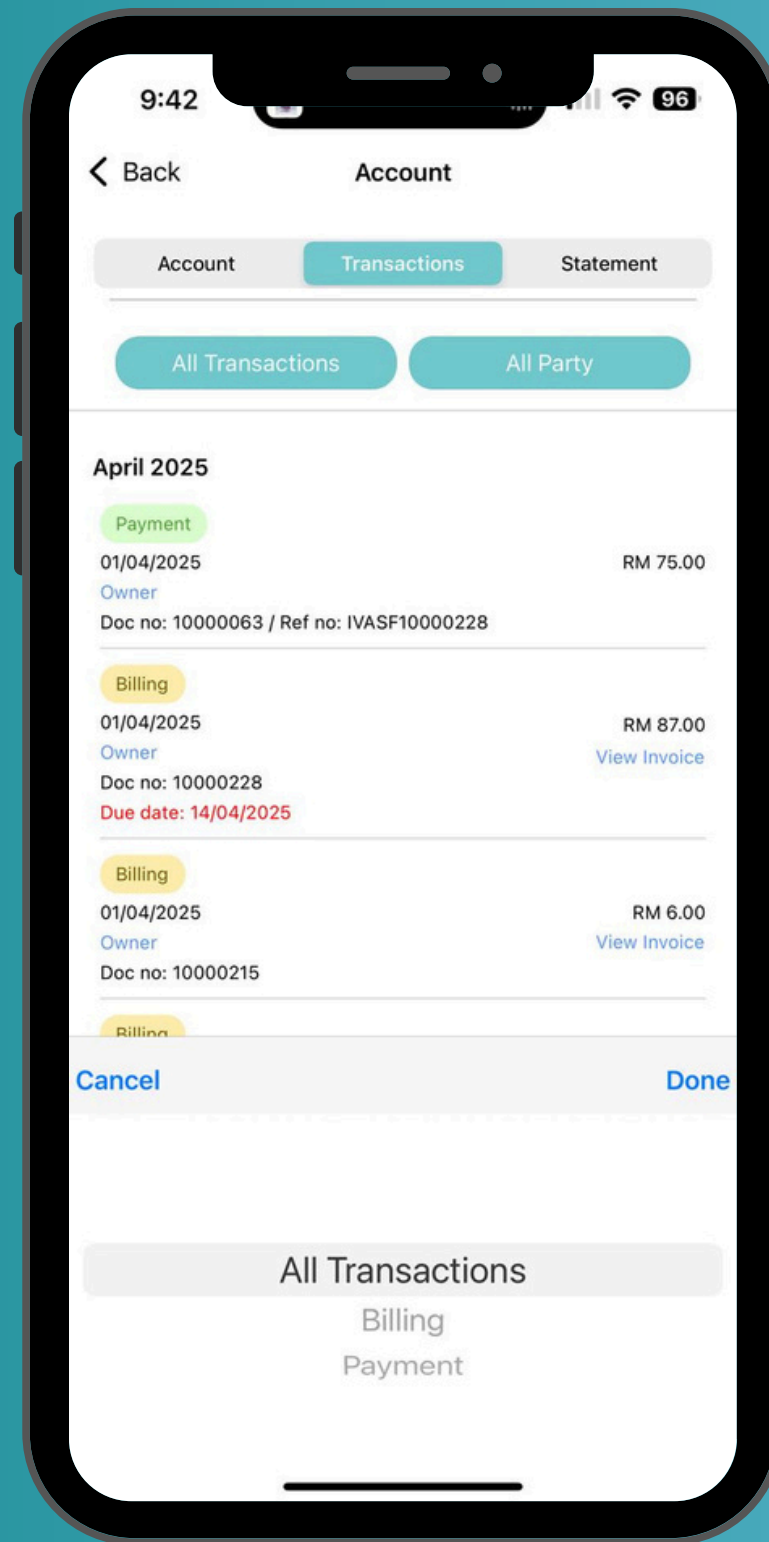 9:42
96
Back
Account
Account Transactions Statement
All Transactions All Party
April 2025
Payment
01/04/2025 RM 75.00
Owner
Doc no: 10000063 / Ref no: IVASF10000228
Billing
01/04/2025 RM 87.00
Owner View Invoice
Doc no: 10000228
Due date: 14/04/2025
Billing
01/04/2025 RM 6.00
Owner View Invoice
Doc no: 10000215
Billing
Cancel Done
All Transactions
Billing
Payment